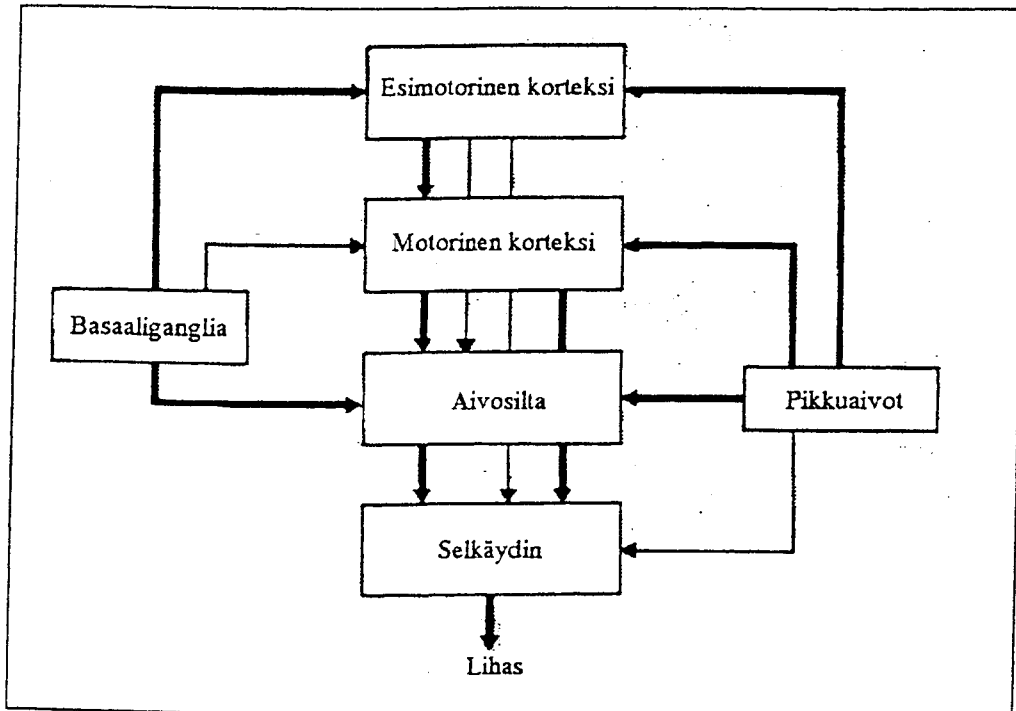 Esimotorinen korteksi
Motorinen korteksi
Basaaliganglia
Aivosilta
Pikkuaivot
Selkäydin
Lihas